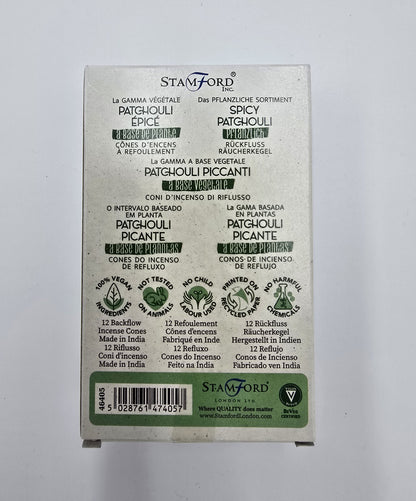 STAMFORD®
INC.
LA GAMMA VÉGÉTALE
PATCHOULI
ÉPICÉ
à base de plante
CÔNES D'ENCENS
À REFOULEMENT
DAS PFLANZLICHE SORTIMENT
SPICY
PATCHOULI
Pflanzlich
RÜCKFLUSS
RÄUCHERKEGEL
LA GAMMA A BASE VEGETALE
PATCHOULI PICCANTI
a base vegetale
CONI D'INCENSO DI RIFLUSSO
O INTERVALO BASEADO
EM PLANTA
PATCHOULI
PICANTE
a base de plantas
CONES DO INCENSO
DE REFLUXO
LA GAMA BASADA
EN PLANTAS
PATCHOULI
PICANTE
a base de plantas
CONOS DE INCIENSO
DE REFLUJO
100% VEGAN
INGREDIENTS
NOT TESTED
ON ANIMALS
NO CHILD
LABOUR USED
PRINTED ON
RECYCLED PAPER
NO HARMFUL
CHEMICALS
12 Backflow
Incense Cones
Made in India
12 Riflusso
Coni d'incenso
Made in India
12 Refoulement
Cônes d'encens
Fabriqué en Inde
12 Refluxo
Cones do Incenso
Feito na Índia
12 Rückfluss
Räucherkegel
Hergestellt in Indien
12 Reflujo
Conos de Incienso
Fabricado ven India
46405
5 028761 474057
STAMFORD®
LONDON LTD.
Where QUALITY does matter
www.StamfordLondon.com
V
BeVeg
CERTIFIED